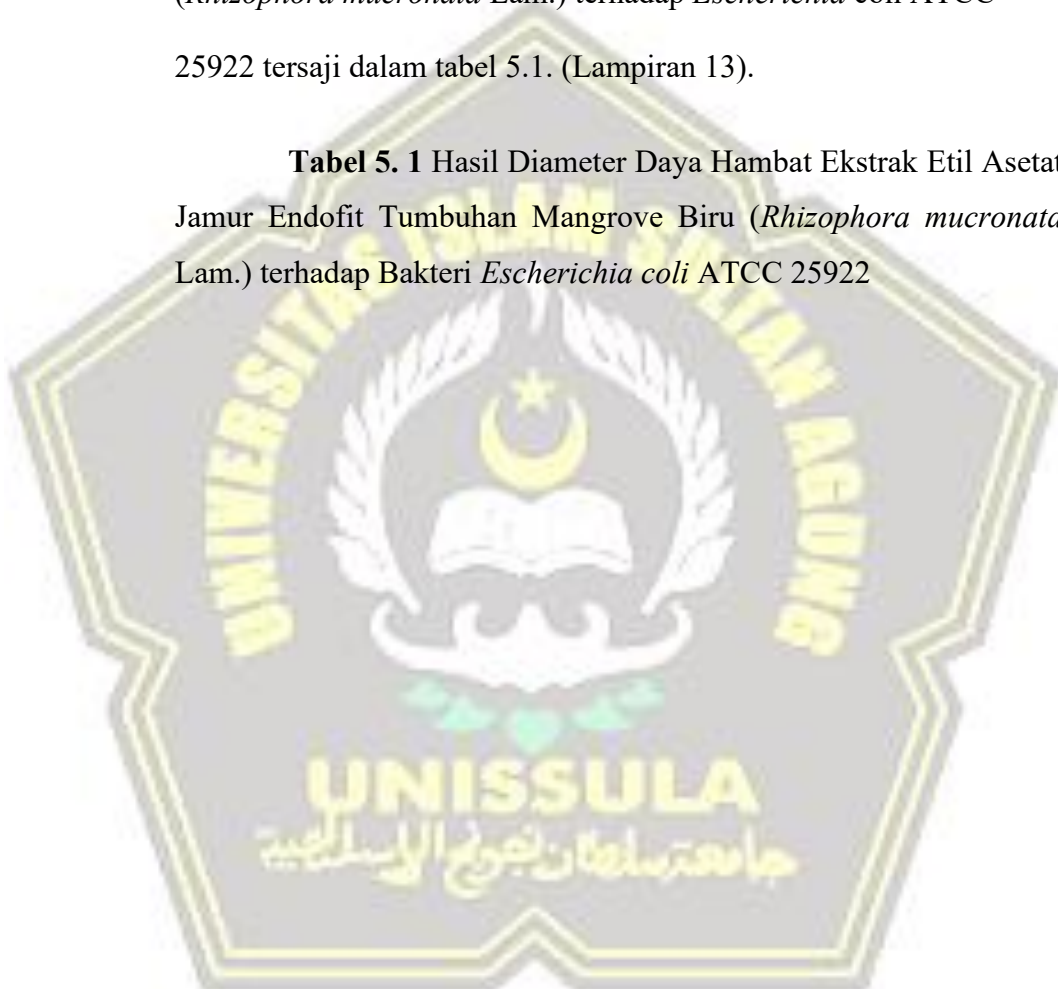 (Rhizophora mucronata Lam.) terhadap Escherichia coli ATCC
25922 tersaji dalam tabel 5.1. (Lampiran 13).
Tabel 5. 1 Hasil Diameter Daya Hambat Ekstrak Etil Asetat
Jamur Endofit Tumbuhan Mangrove Biru (Rhizophora mucronata
Lam.) terhadap Bakteri Escherichia coli ATCC 25922
UNIVERSITAS ISLAM SULTAN AGUNG
UNISSULA
جامعة سلطان أجونج الإسلامية